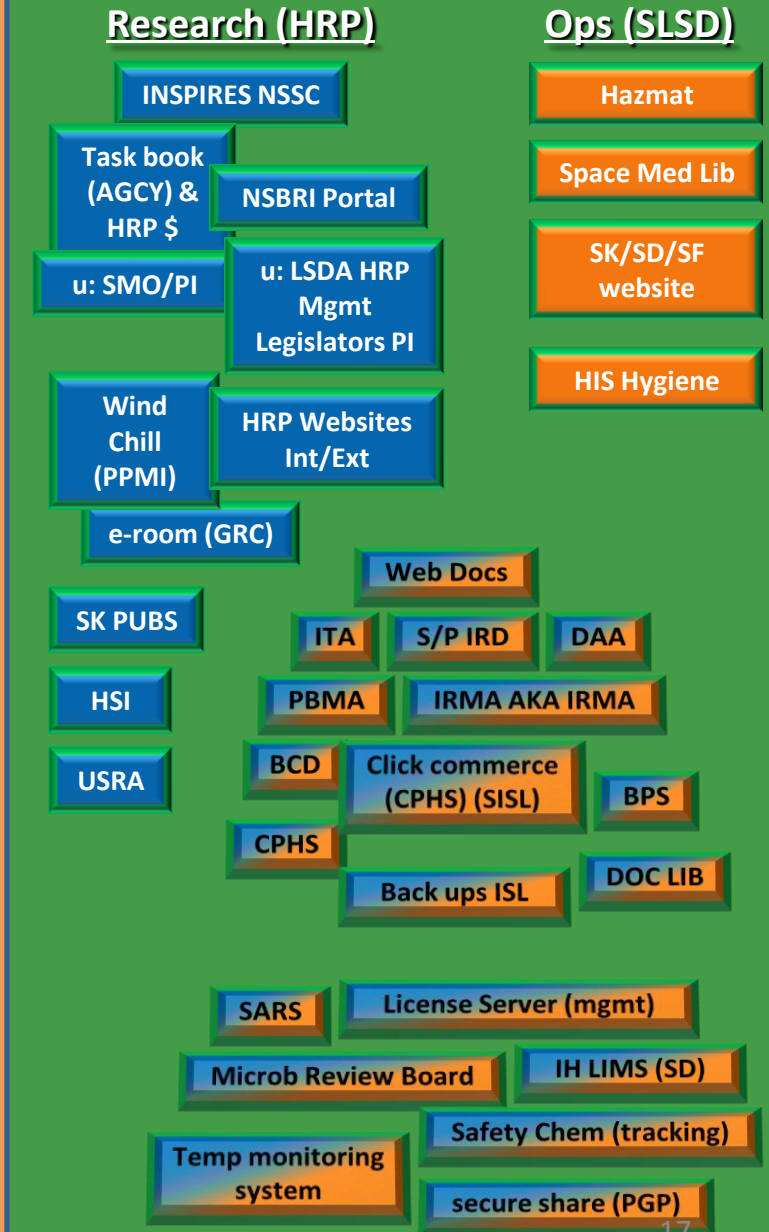 Research (HRP)
Ops (SLSD)
INSPIRES NSSC
Hazmat
Task book
(AGCY) &
HRP $
NSBRI Portal
Space Med Lib
u: SMO/PI
u: LSDA HRP
Mgmt
Legislators PI
SK/SD/SF
website
HIS Hygiene
Wind
Chill
(PPMI)
HRP Websites
Int/Ext
e-room (GRC)
Web Docs
SK PUBS
ITA
S/P IRD
DAA
HSI
PBMA
IRMA AKA IRMA
USRA
BCD
Click commerce
(CPHS) (SISL)
BPS
CPHS
Back ups ISL
DOC LIB
SARS
License Server (mgmt)
Microb Review Board
IH LIMS (SD)
Safety Chem (tracking)
Temp monitoring
system
secure share (PGP)
17